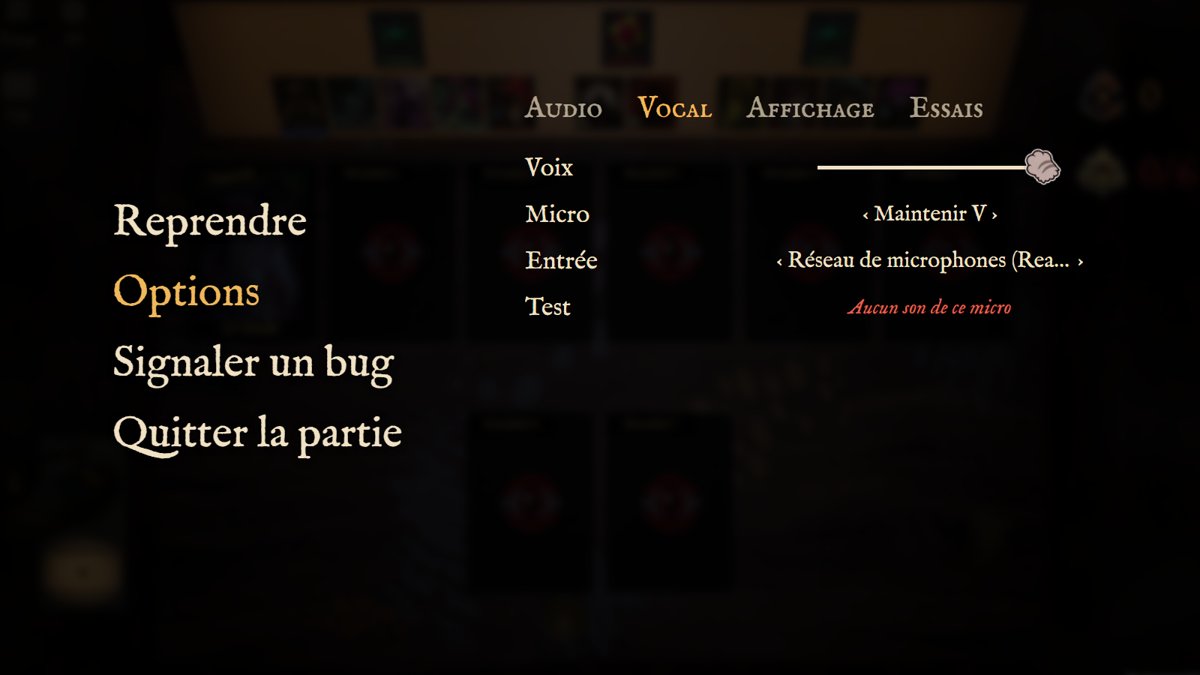 Audio Vocal Affichage Essais
Voix
Micro ‹ Maintenir V ›
Entrée ‹ Réseau de microphones (Rea... ›
Test Aucun son de ce micro
Reprendre
Options
Signaler un bug
Quitter la partie